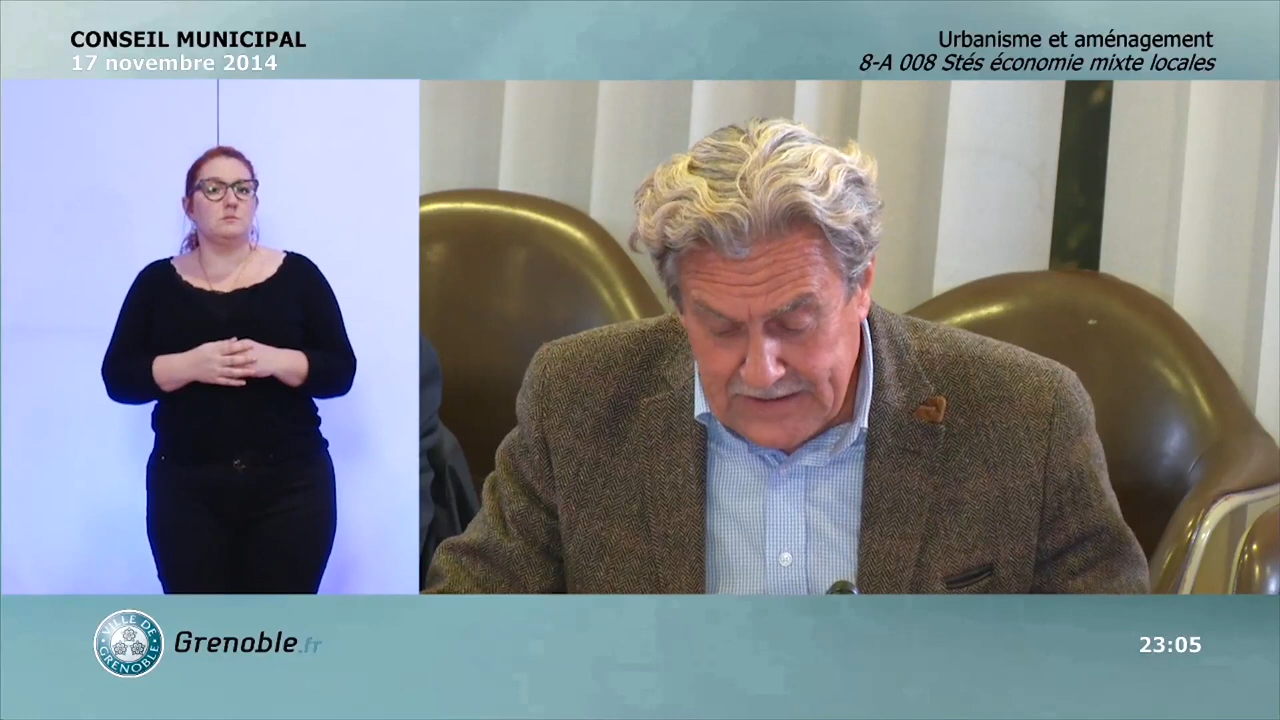 CONSEIL MUNICIPAL
17 novembre 2014
Urbanisme et aménagement
8-A 008 Stés économie mixte locales
VILLE DE
GRENOBLE
Grenoble.fr
23:05